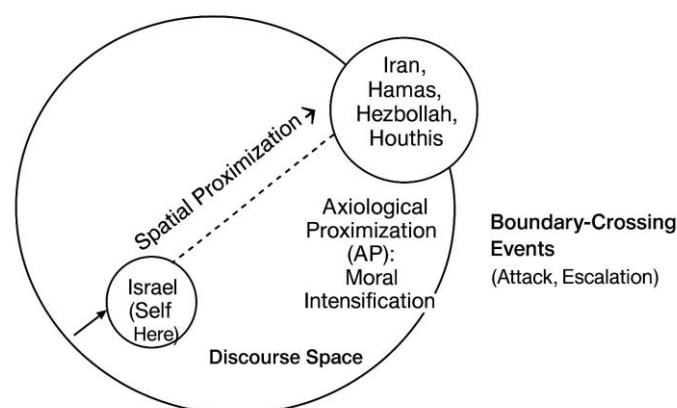 Iran,
Hamas,
Hezbollah,
Houthis
Spatial Proximization
Axiological
Proximization
(AP):
Moral
Intensification
Boundary-Crossing
Events
(Attack, Escalation)
Israel
(Self
Here)
Discourse Space